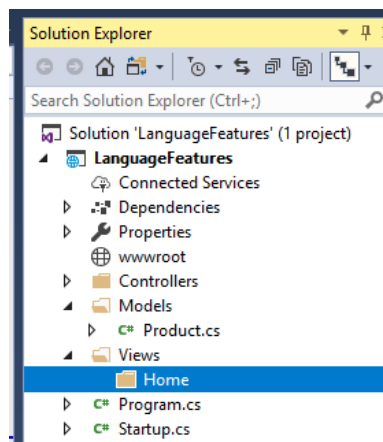 Solution Explorer
Search Solution Explorer (Ctrl+;)
Solution 'LanguageFeatures' (1 project)
LanguageFeatures
Connected Services
Dependencies
Properties
wwwroot
Controllers
Models
C# Product.cs
Views
Home
C# Program.cs
C# Startup.cs